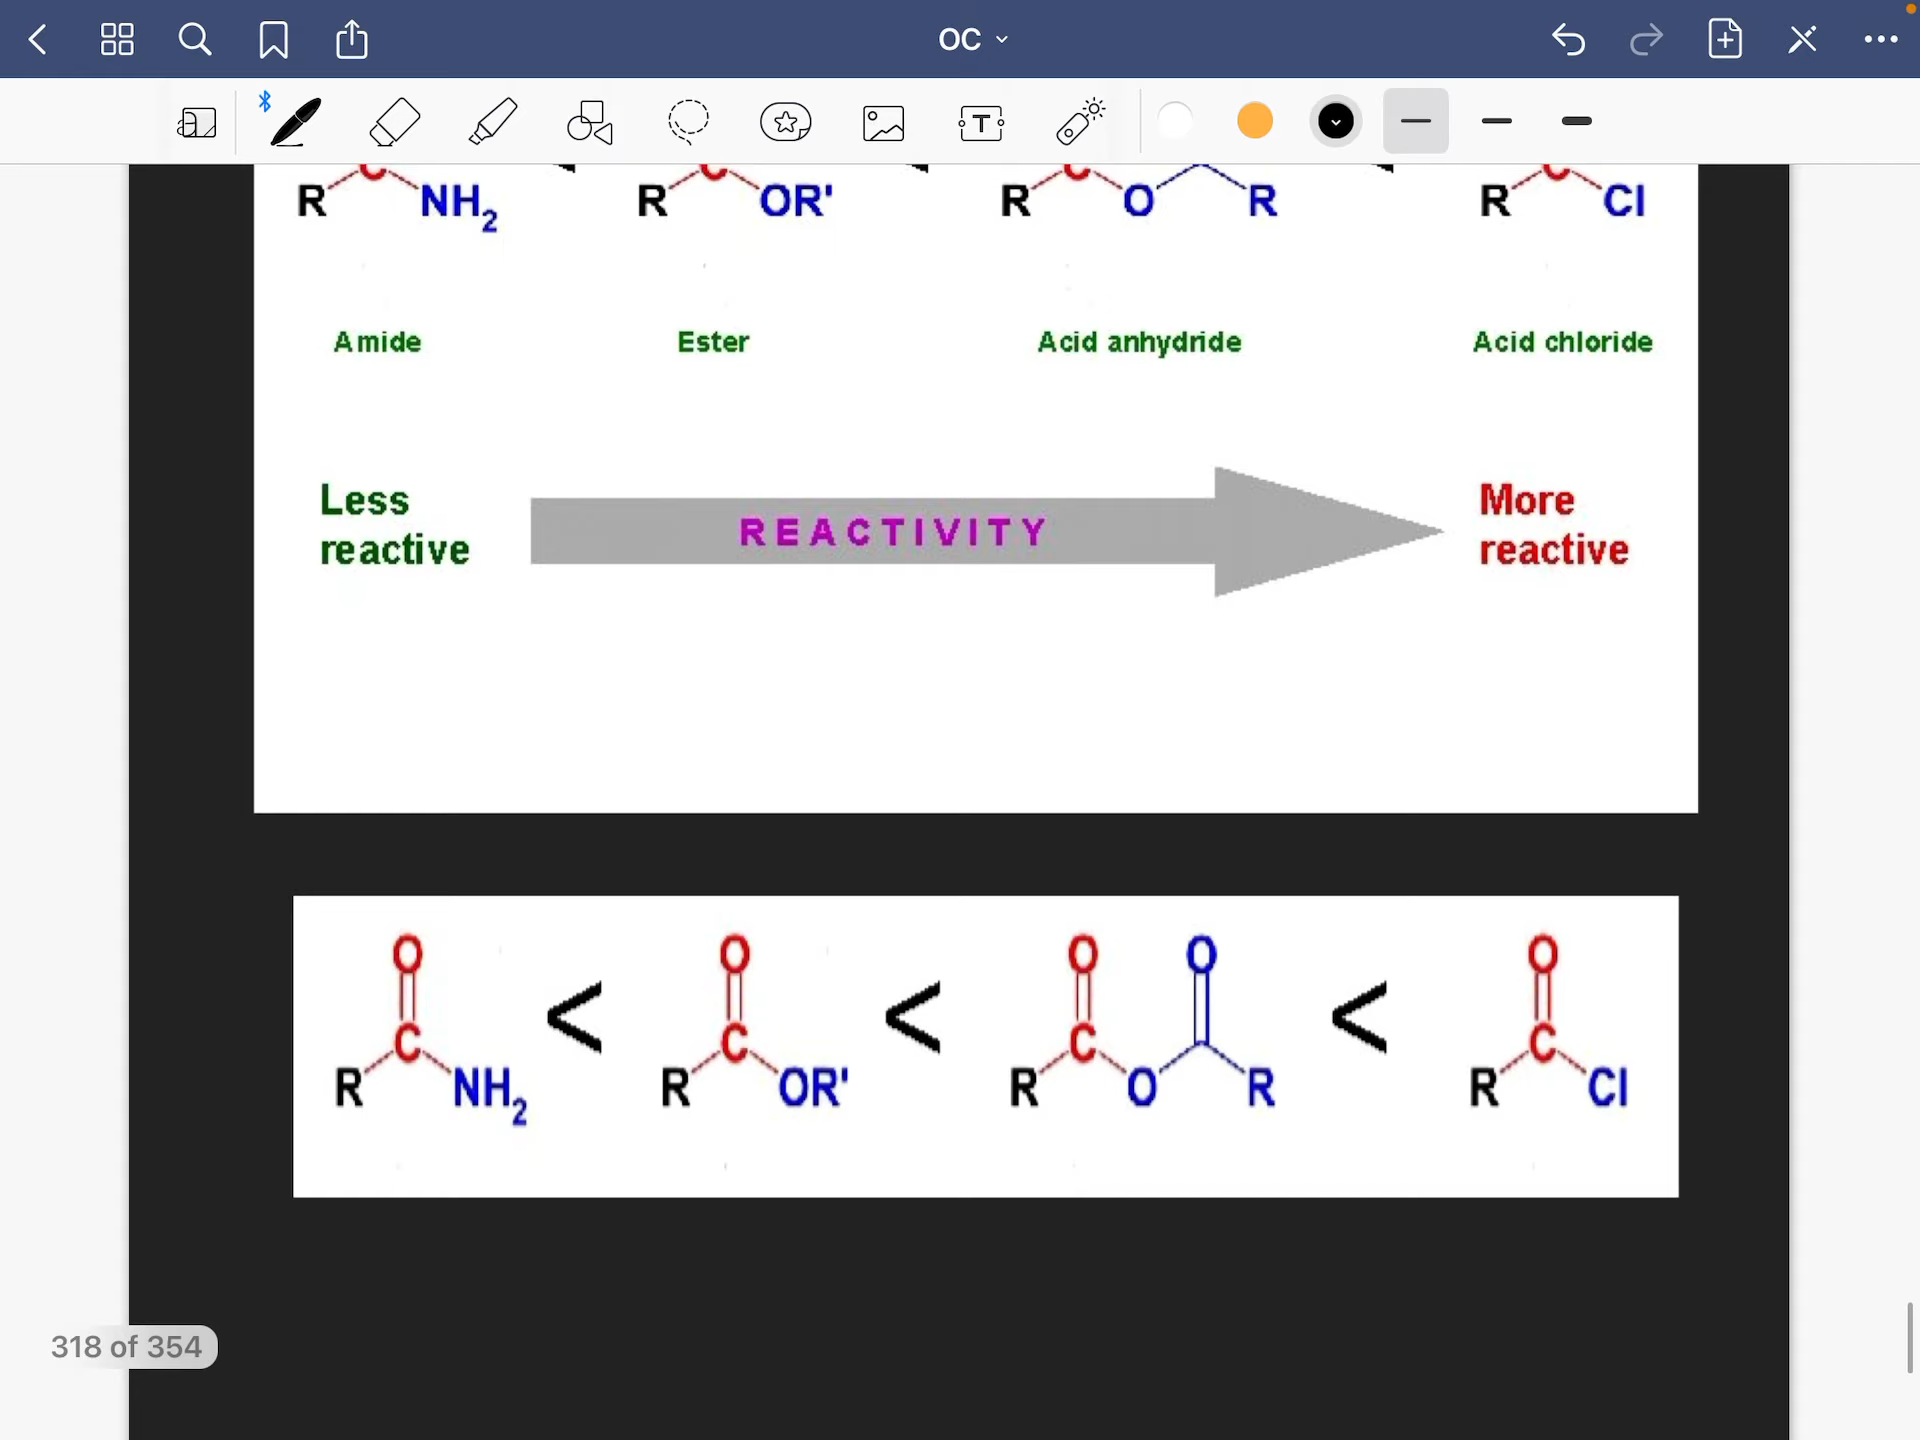 OC
R NH2 R OR' R O R R Cl
Amide Ester Acid anhydride Acid chloride
Less reactive
REACTIVITY
More reactive
O O O O O
C < C < C < C
R NH2 R OR' R O R R Cl
318 of 354